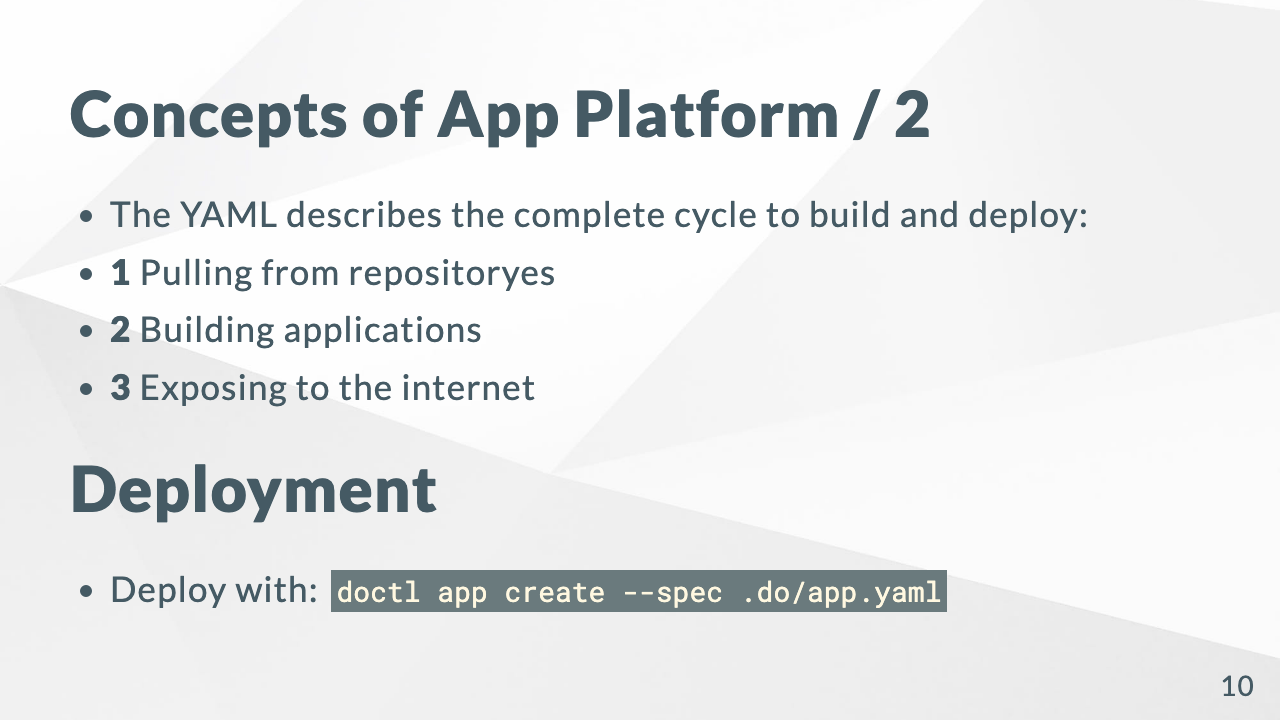 Concepts of App Platform / 2
• The YAML describes the complete cycle to build and deploy:
• 1 Pulling from repositoryes
• 2 Building applications
• 3 Exposing to the internet
Deployment
• Deploy with: doctl app create --spec .do/app.yaml
10